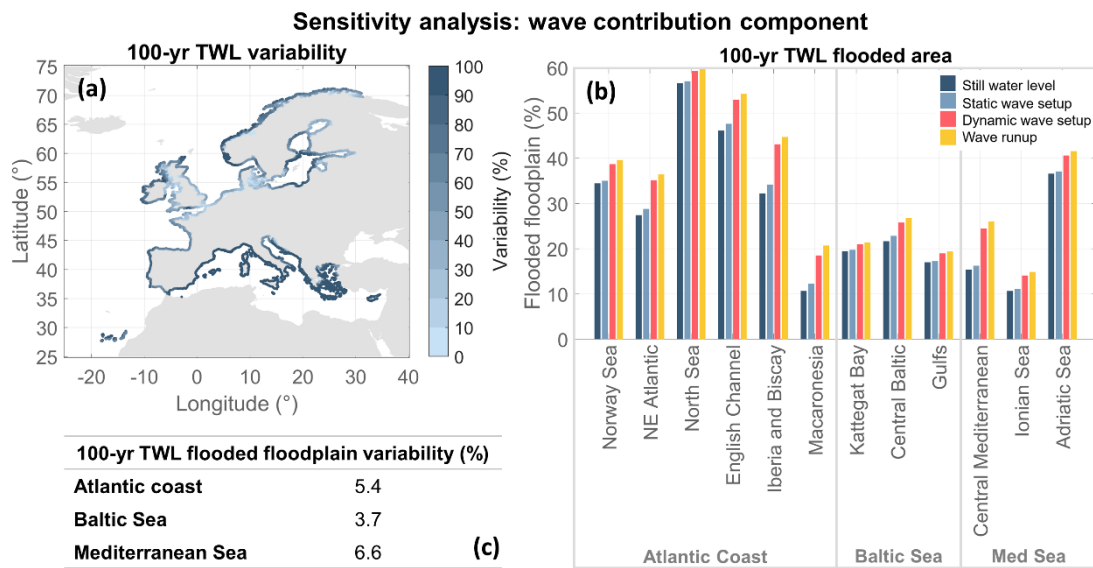 Sensitivity analysis: wave contribution component
100-yr TWL variability
(a)
75
70
65
60
55
50
45
40
35
30
25
Latitude (°)
-20 -10 0 10 20 30 40
Longitude (°)
100
90
80
70
60
50
40
30
20
10
0
Variability (%)
100-yr TWL flooded area
(b)
60
50
40
30
20
10
0
Flooded floodplain (%)
Still water level
Static wave setup
Dynamic wave setup
Wave runup
Norway Sea
NE Atlantic
North Sea
English Channel
Iberia and Biscay
Macaronesia
Kattegat Bay
Central Baltic
Gulfs
Central Mediterranean
Ionian Sea
Adriatic Sea
Atlantic Coast
Baltic Sea
Med Sea
100-yr TWL flooded floodplain variability (%)
Atlantic coast 5.4
Baltic Sea 3.7
Mediterranean Sea 6.6
(c)